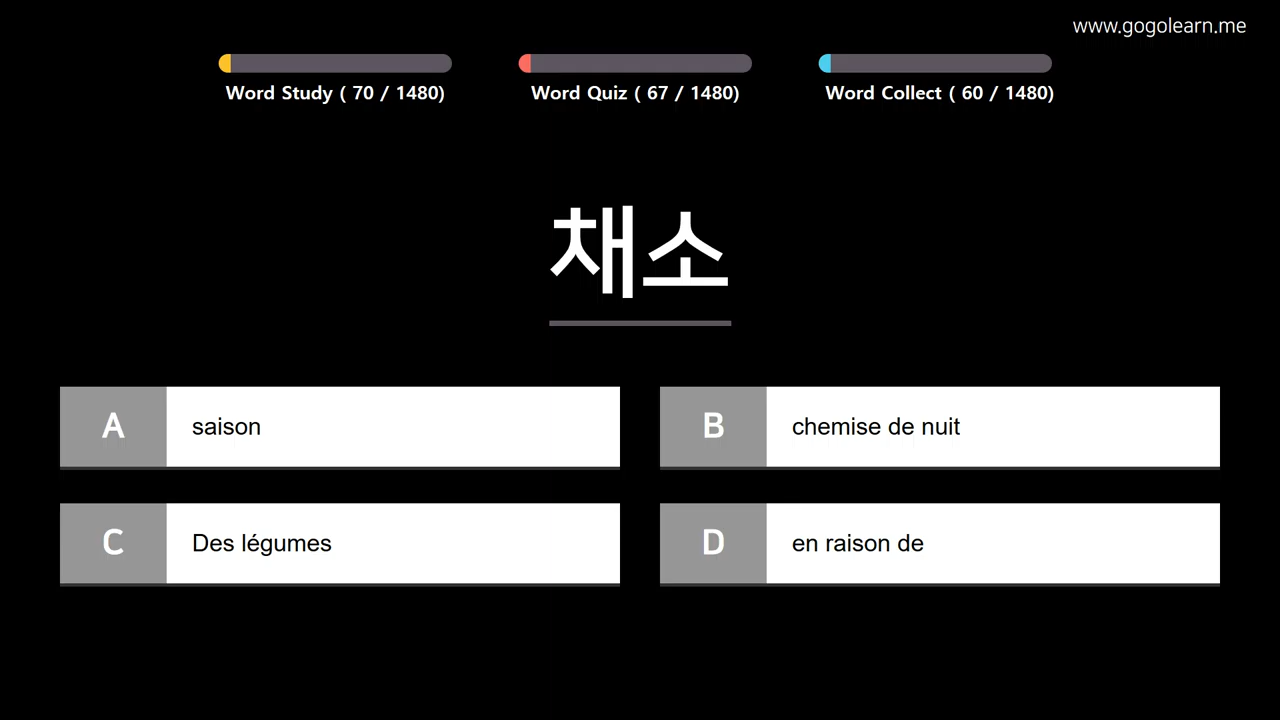 www.gogolearn.me
Word Study ( 70 / 1480)
Word Quiz ( 67 / 1480)
Word Collect ( 60 / 1480)
채소
A saison
B chemise de nuit
C Des légumes
D en raison de